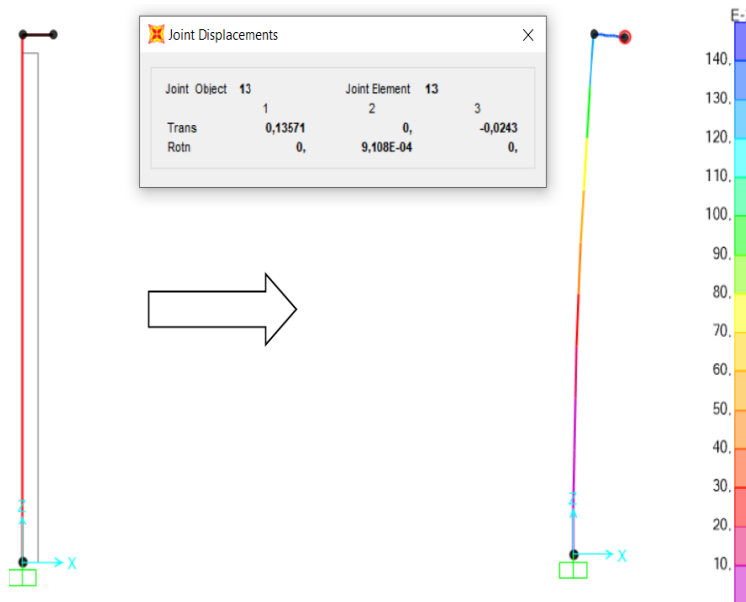 Joint Displacements
Joint Object 13 Joint Element 13
1 2 3
Trans 0,13571 0, -0,0243
Rotn 0, 9,108E-04 0,
Z
X
Z
X
140,
130,
120,
110,
100,
90,
80,
70,
60,
50,
40,
30,
20,
10,